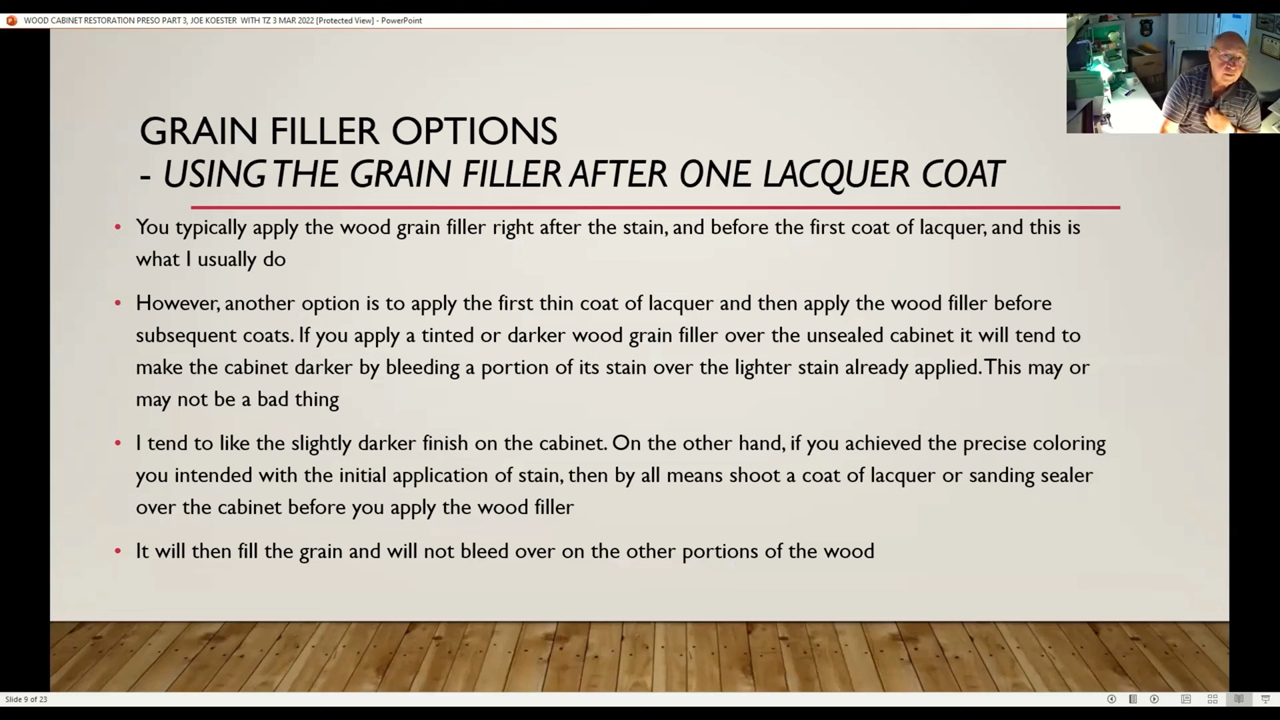 WOOD CABINET RESTORATION PRESO PART 3, JOE KOESTER WITH TZ 3 MAR 2022 [Protected View] - PowerPoint
GRAIN FILLER OPTIONS
- USING THE GRAIN FILLER AFTER ONE LACQUER COAT
• You typically apply the wood grain filler right after the stain, and before the first coat of lacquer, and this is
what I usually do
• However, another option is to apply the first thin coat of lacquer and then apply the wood filler before
subsequent coats. If you apply a tinted or darker wood grain filler over the unsealed cabinet it will tend to
make the cabinet darker by bleeding a portion of its stain over the lighter stain already applied. This may or
may not be a bad thing
• I tend to like the slightly darker finish on the cabinet. On the other hand, if you achieved the precise coloring
you intended with the initial application of stain, then by all means shoot a coat of lacquer or sanding sealer
over the cabinet before you apply the wood filler
• It will then fill the grain and will not bleed over on the other portions of the wood
Slide 9 of 23